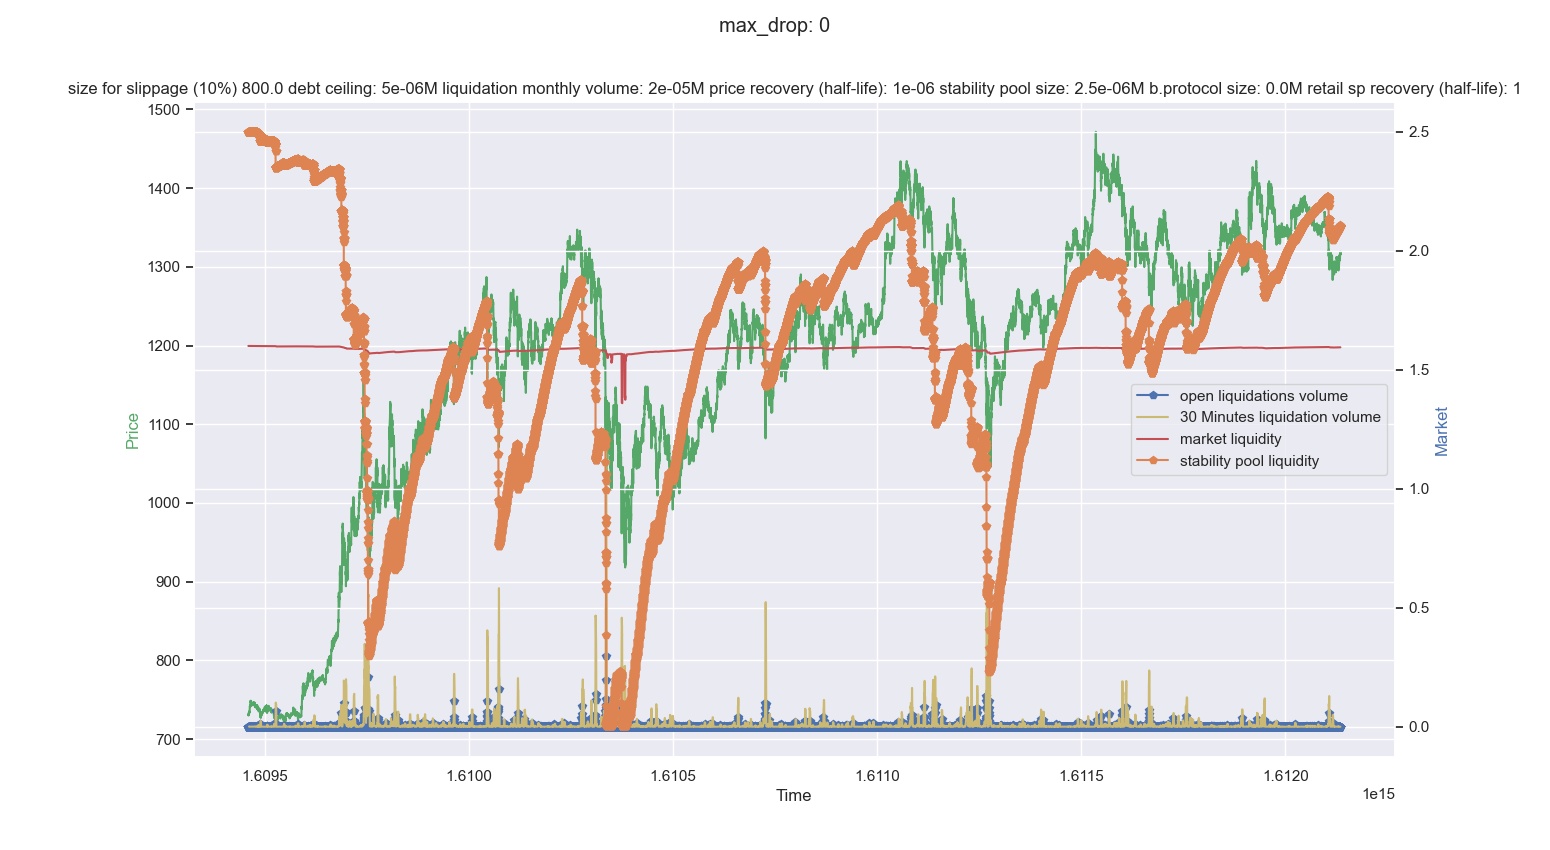 max_drop: 0
size for slippage (10%) 800.0 debt ceiling: 5e-06M liquidation monthly volume: 2e-05M price recovery (half-life): 1e-06 stability pool size: 2.5e-06M b.protocol size: 0.0M retail sp recovery (half-life): 1
1500
1400
1300
1200
1100
1000
900
800
700
Price
2.5
2.0
1.5
1.0
0.5
0.0
Market
open liquidations volume
30 Minutes liquidation volume
market liquidity
stability pool liquidity
1.6095 1.6100 1.6105 1.6110 1.6115 1.6120
Time
1e15